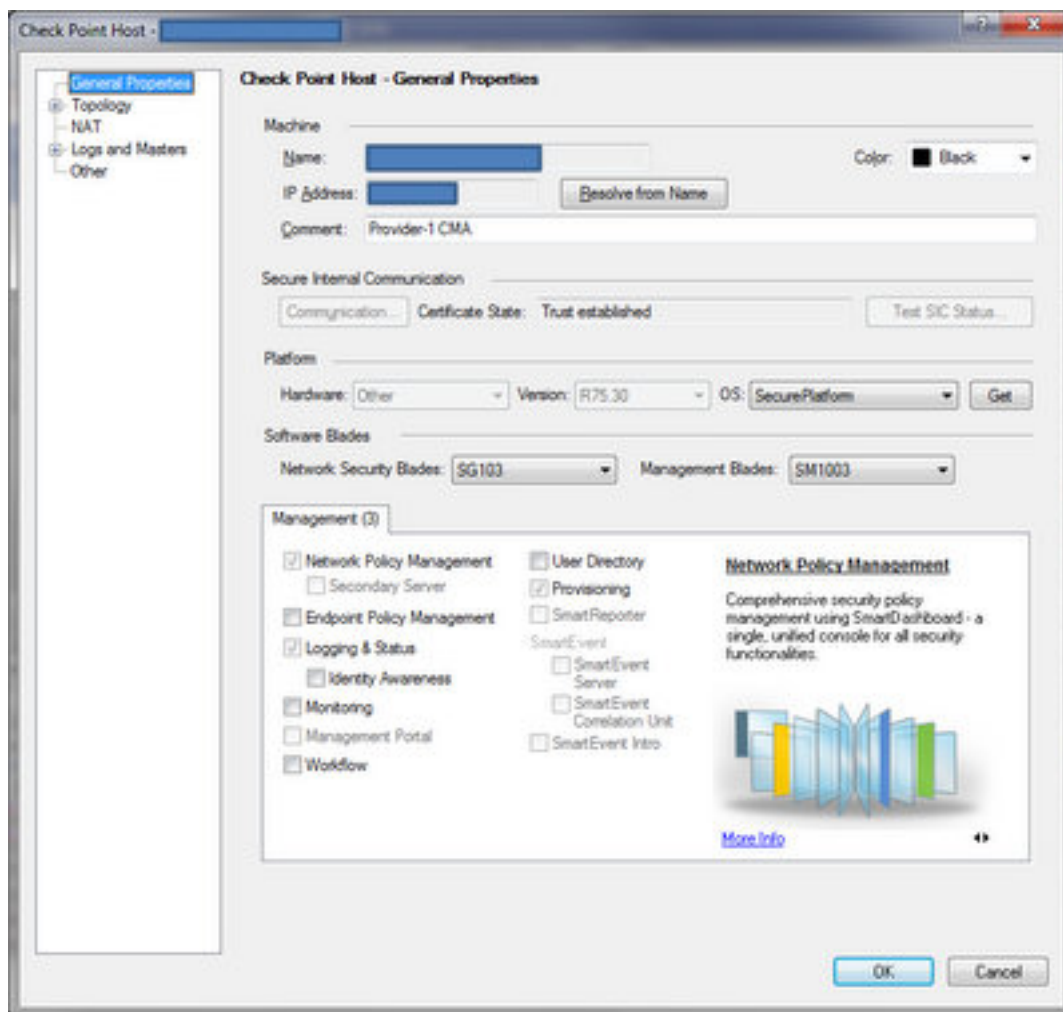 Check Point Host -
General Properties
Topology
NAT
Logs and Masters
Other
Check Point Host - General Properties
Machine
Name:
Color: Black
IP Address:
Resolve from Name
Comment: Provider-1 CMA
Secure Internal Communication
Communication... Certificate State: Trust established Test SIC Status...
Platform
Hardware: Other Version: R75.30 OS: SecurePlatform Get
Software Blades
Network Security Blades: SG103 Management Blades: SM1003
Management (3)
Network Policy Management
Secondary Server
Endpoint Policy Management
Logging & Status
Identity Awareness
Monitoring
Management Portal
Workflow
User Directory
Provisioning
SmartReporter
SmartEvent
SmartEvent
Server
SmartEvent
Correlation Unit
SmartEvent Intro
Network Policy Management
Comprehensive security policy
management using SmartDashboard - a
single, unified console for all security
functionalities.
More Info
OK Cancel